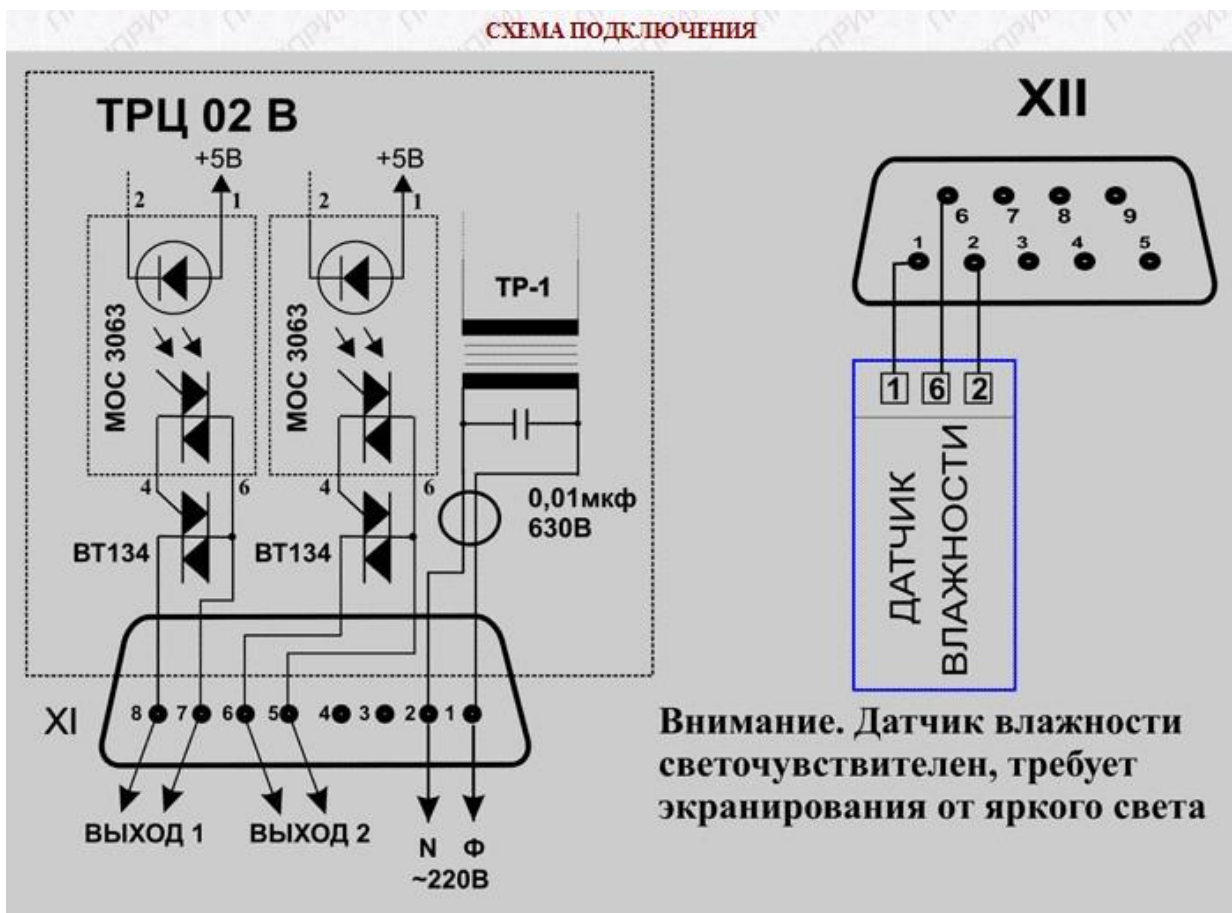 СХЕМА ПОДКЛЮЧЕНИЯ
ТРЦ 02 В
+5В
+5В
2
1
2
1
МОС 3063
МОС 3063
ТР-1
4
6
4
6
0,01мкф
630В
ВТ134
ВТ134
XI
8
7
6
5
4
3
2
1
ВЫХОД 1
ВЫХОД 2
N
Ф
~220В
XII
6
7
8
9
1
2
3
4
5
1
6
2
ДАТЧИК
ВЛАЖНОСТИ
Внимание. Датчик влажности
светочувствителен, требует
экранирования от яркого света